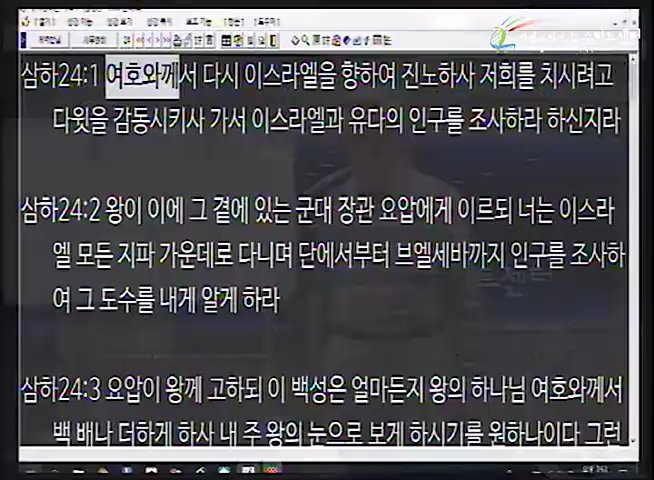 삼하24:1 여호와께서 다시 이스라엘을 향하여 진노하사 저희를 치시려고
다윗을 감동시키사 가서 이스라엘과 유다의 인구를 조사하라 하신지라
삼하24:2 왕이 이에 그 곁에 있는 군대 장관 요압에게 이르되 너는 이스라
엘 모든 지파 가운데로 다니며 단에서부터 브엘세바까지 인구를 조사하
여 그 도수를 내게 알게 하라
삼하24:3 요압이 왕께 고하되 이 백성은 얼마든지 왕의 하나님 여호와께서
백 배나 더하게 하사 내 주 왕의 눈으로 보게 하시기를 원하나이다 그런